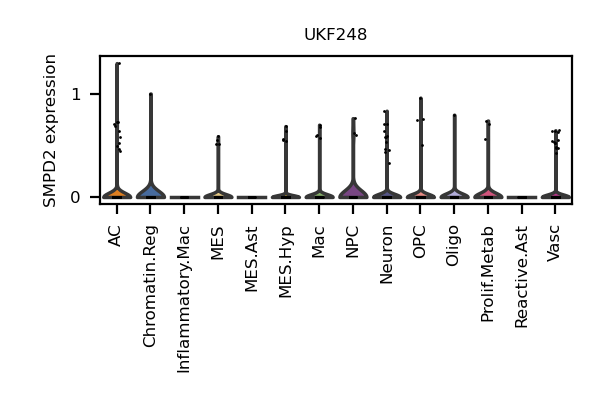 UKF248
SMPD2 expression
1
0
AC
Chromatin.Reg
Inflammatory.Mac
MES
MES.Ast
MES.Hyp
Mac
NPC
Neuron
OPC
Oligo
Prolif.Metab
Reactive.Ast
Vasc